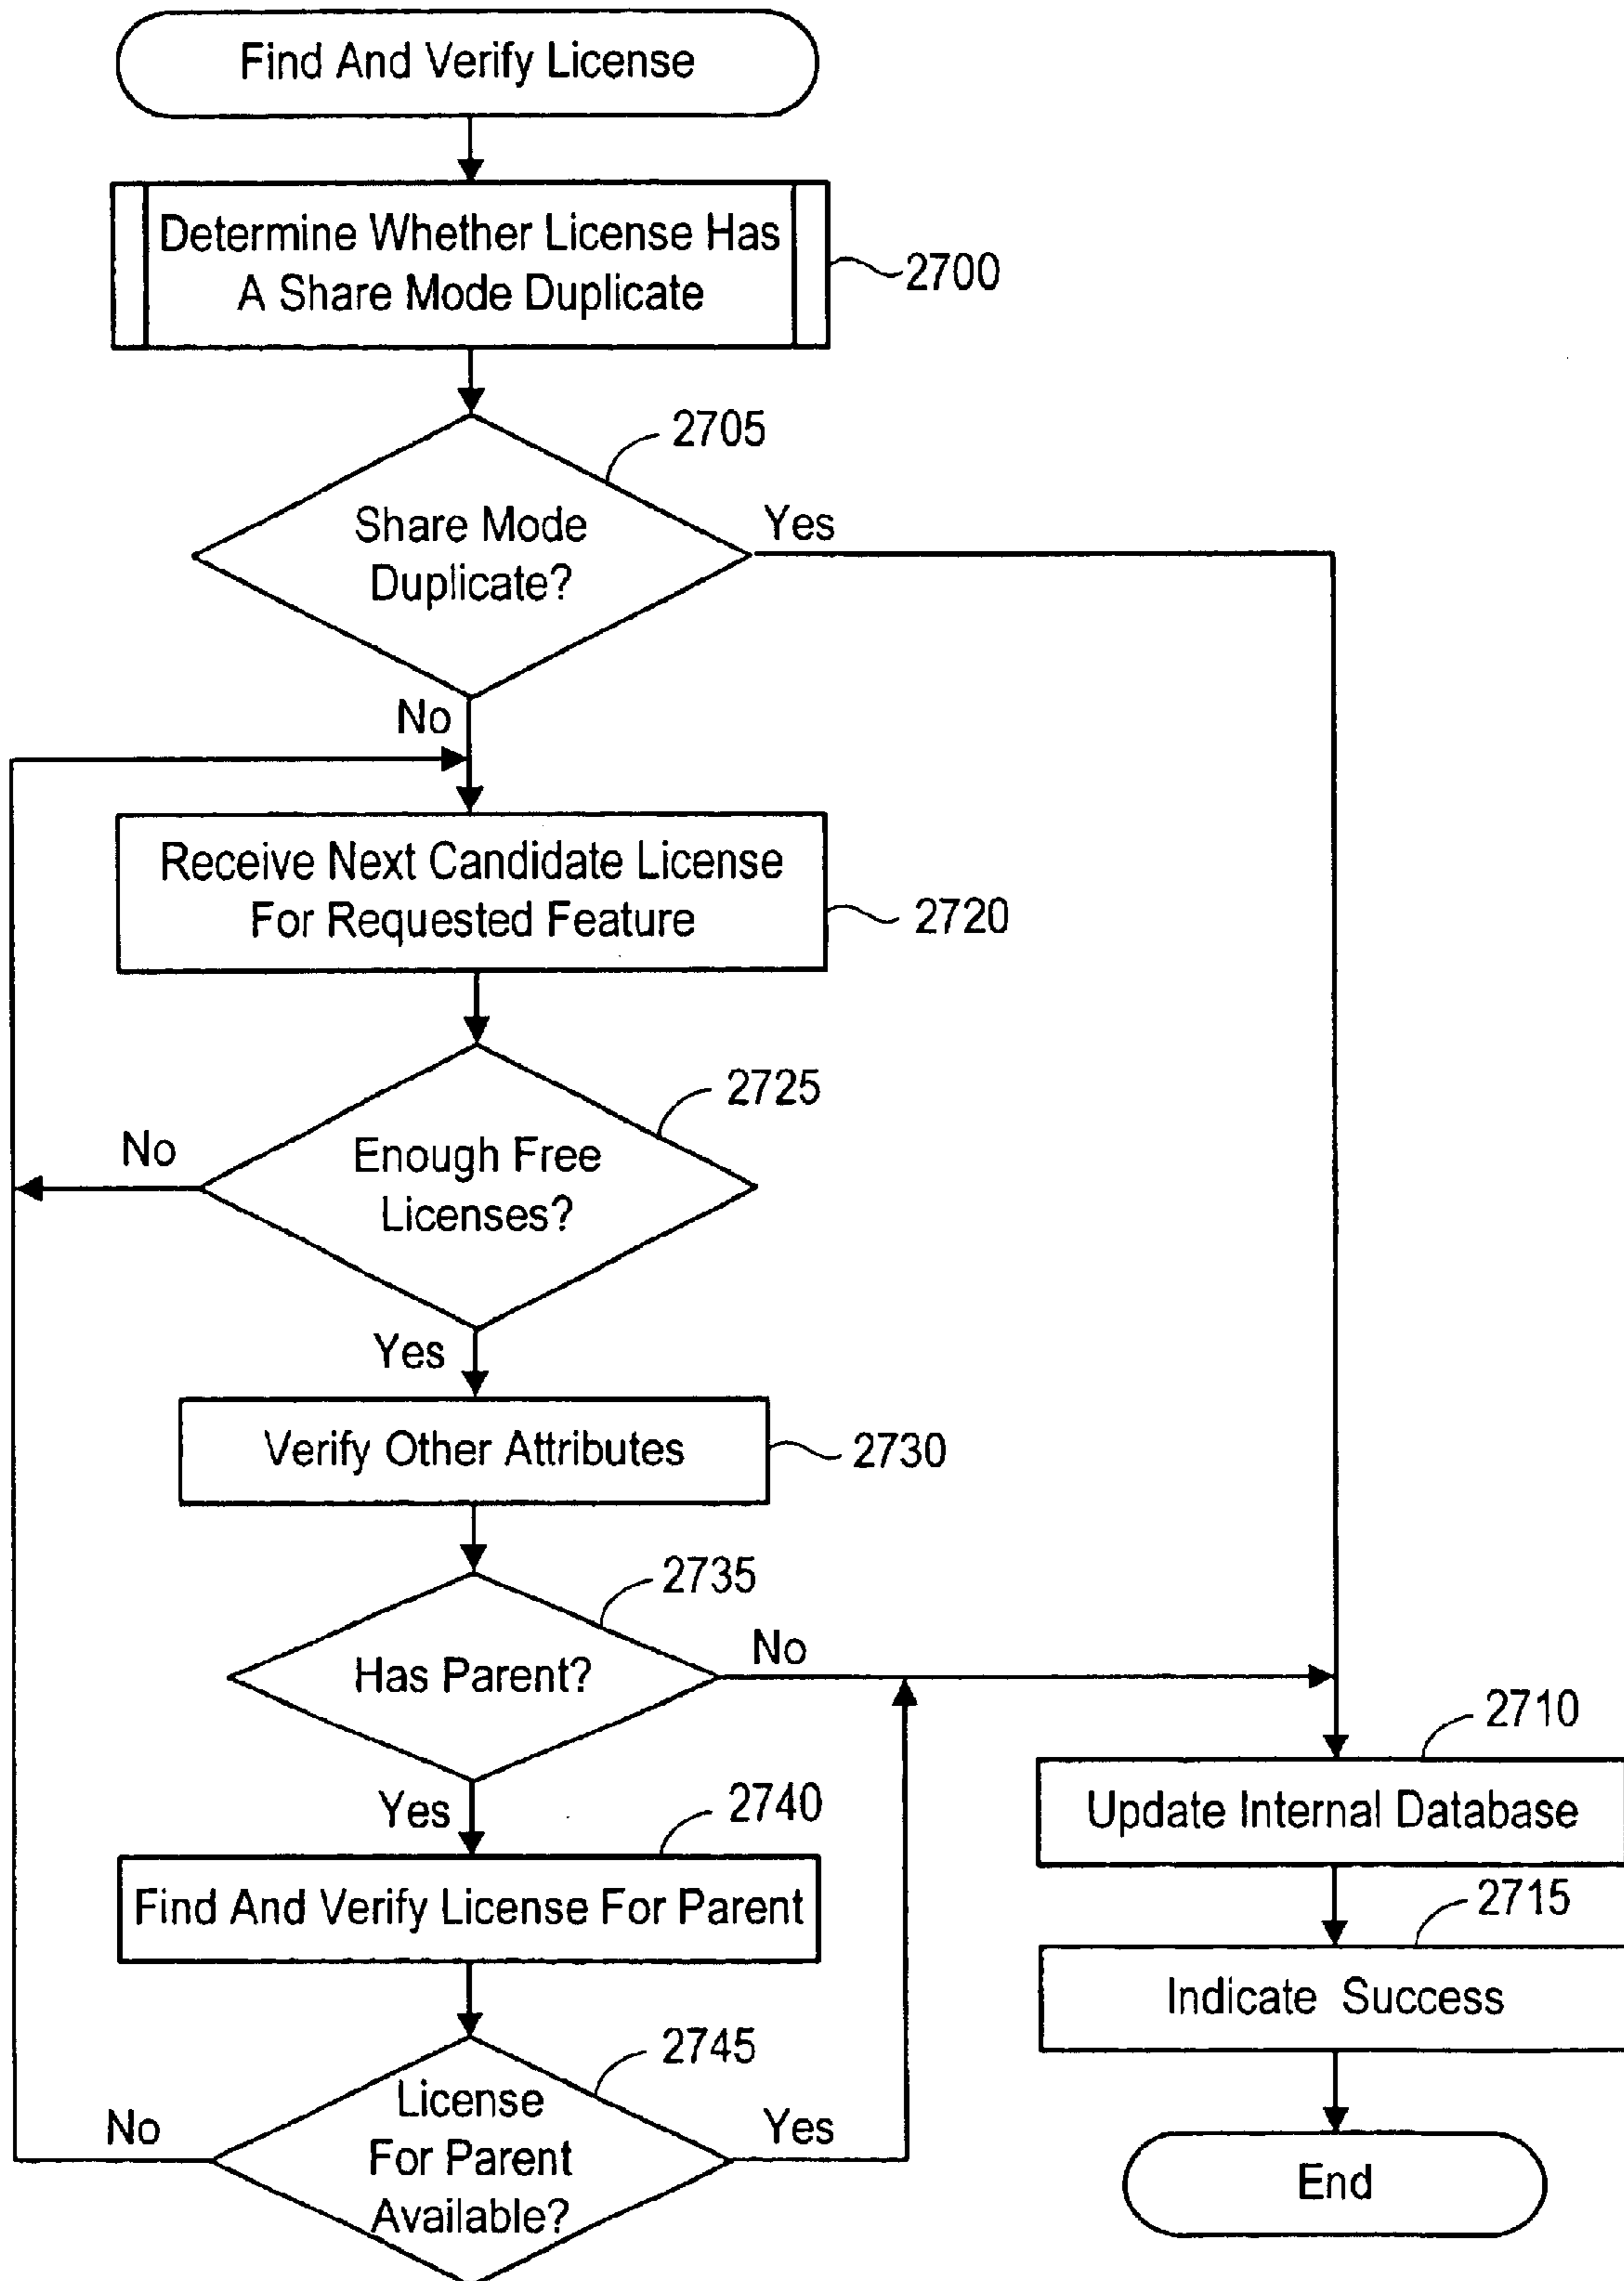 Find And Verify License
Determine Whether License Has
A Share Mode Duplicate
2700
2705
Share Mode
Duplicate?
Yes
No
Receive Next Candidate License
For Requested Feature
2720
2725
Enough Free
Licenses?
No
Yes
Verify Other Attributes
2730
2735
Has Parent?
No
Yes
2740
Find And Verify License For Parent
2745
License
For Parent
Available?
No
Yes
2710
Update Internal Database
2715
Indicate Success
End